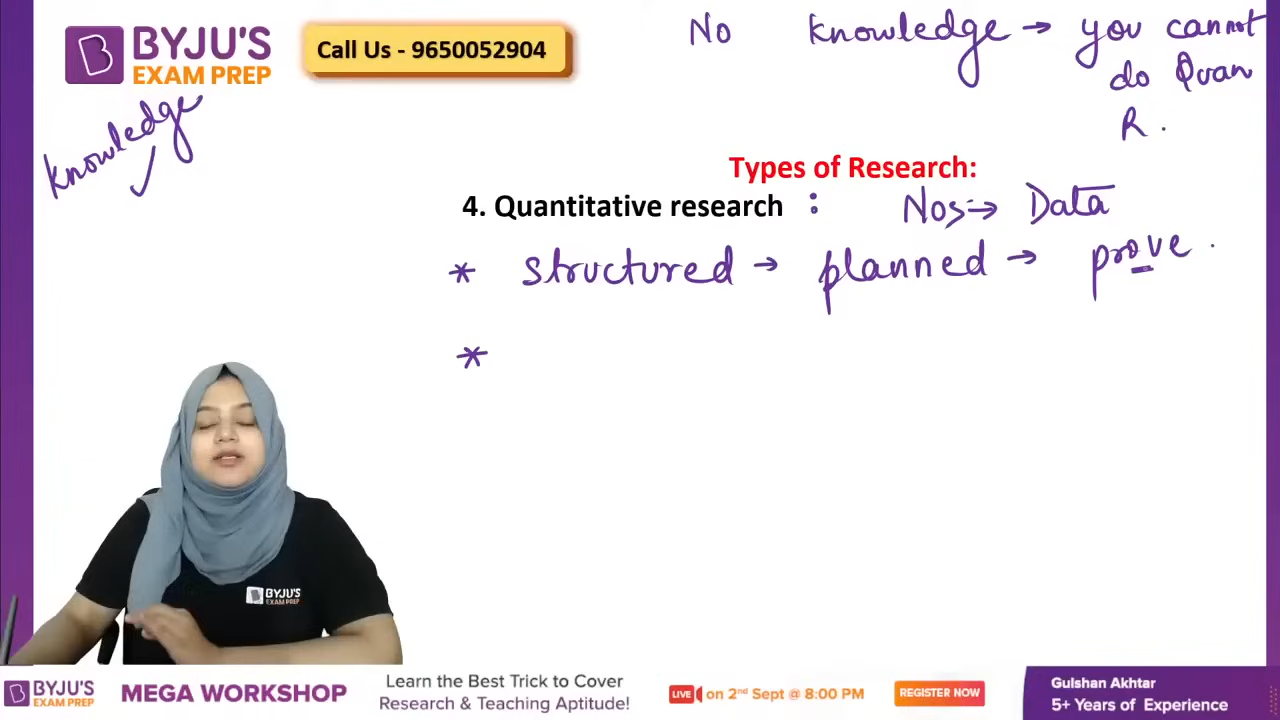 BYJU'S
EXAM PREP
Call Us - 9650052904
No knowledge → you cannot
do Quan
R.
knowledge
Types of Research:
4. Quantitative research : Nos → Data
* structured → planned → prove.
*
BYJU'S
EXAM PREP
BYJU'S
EXAM PREP
MEGA WORKSHOP
Learn the Best Trick to Cover
Research & Teaching Aptitude!
LIVE on 2nd Sept @ 8:00 PM
REGISTER NOW
Gulshan Akhtar
5+ Years of Experience